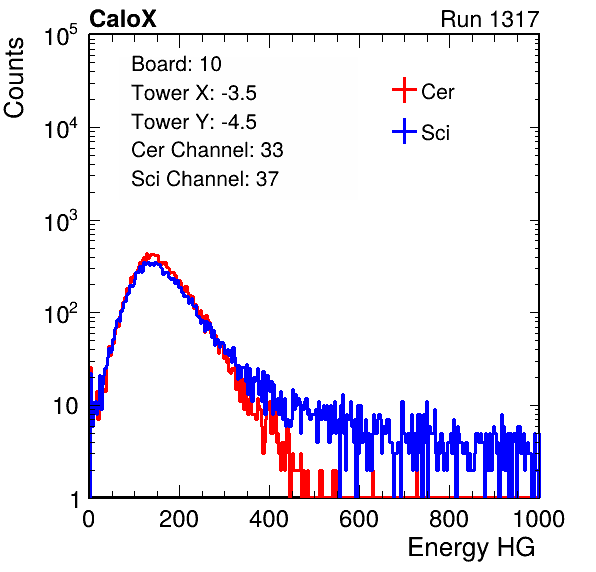 CaloX Run 1317
Counts
10^5
10^4
10^3
10^2
10
1
Board: 10
Tower X: -3.5
Tower Y: -4.5
Cer Channel: 33
Sci Channel: 37
Cer
Sci
0 200 400 600 800 1000
Energy HG